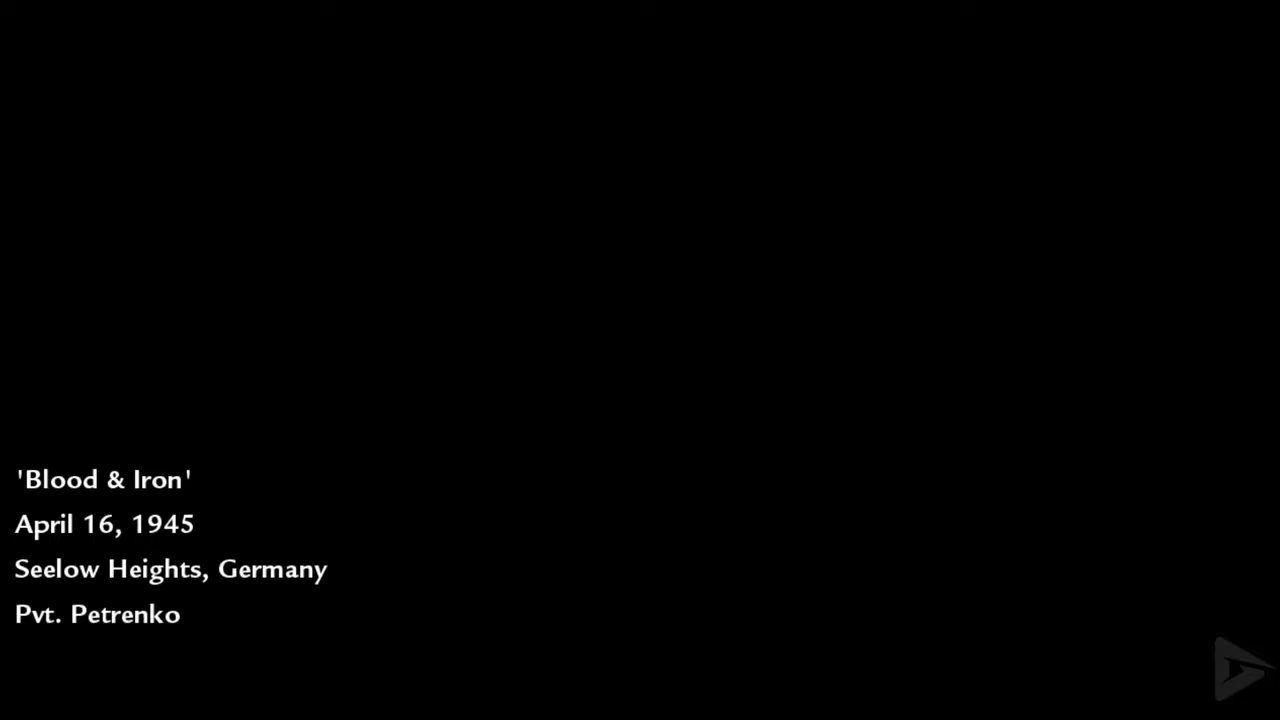 'Blood & Iron'
April 16, 1945
Seelow Heights, Germany
Pvt. Petrenko